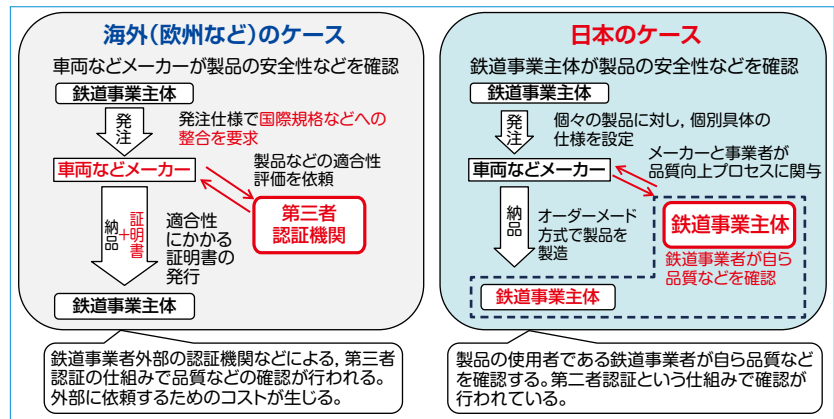 海外（欧州など）のケース
車両などメーカーが製品の安全性などを確認
鉄道事業主体
発注
発注仕様で国際規格などへの
整合を要求
車両などメーカー
製品などの適合性
評価を依頼
第三者
認証機関
納品
+
証明書
適合性
にかかる
証明書の
発行
鉄道事業主体
鉄道事業者外部の認証機関などによる，第三者
認証の仕組みで品質などの確認が行われる。
外部に依頼するためのコストが生じる。
日本のケース
鉄道事業主体が製品の安全性などを確認
鉄道事業主体
発注
個々の製品に対し，個別具体の
仕様を設定
車両などメーカー
メーカーと事業者が
品質向上プロセスに関与
納品
オーダーメード
方式で製品を
製造
鉄道事業主体
鉄道事業者が自ら
品質などを確認
鉄道事業主体
製品の使用者である鉄道事業者が自ら品質など
を確認する。第二者認証という仕組みで確認が
行われている。